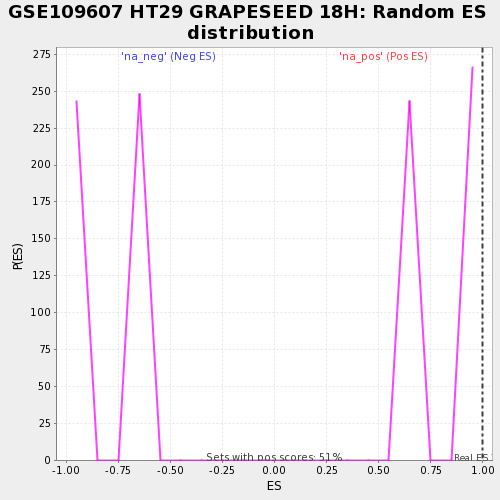 GSE109607 HT29 GRAPESEED 18H: Random ES
distribution
'na_neg' (Neg ES)
'na_pos' (Pos ES)
275
250
225
200
175
150
125
100
75
50
25
0
P(ES)
Sets with pos scores: 51%
Real ES
-1.00 -0.75 -0.50 -0.25 0.00 0.25 0.50 0.75 1.00
ES